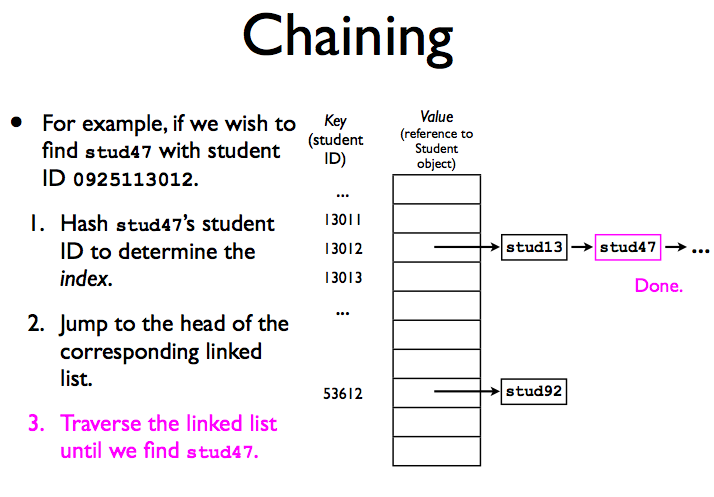 Chaining
• For example, if we wish to
find stud47 with student
ID 0925113012.
1. Hash stud47's student
ID to determine the
index.
2. Jump to the head of the
corresponding linked
list.
3. Traverse the linked list
until we find stud47.
Key
(student
ID)
...
13011
13012
13013
...
53612
Value
(reference to
Student
object)
stud13
stud47
...
Done.
stud92